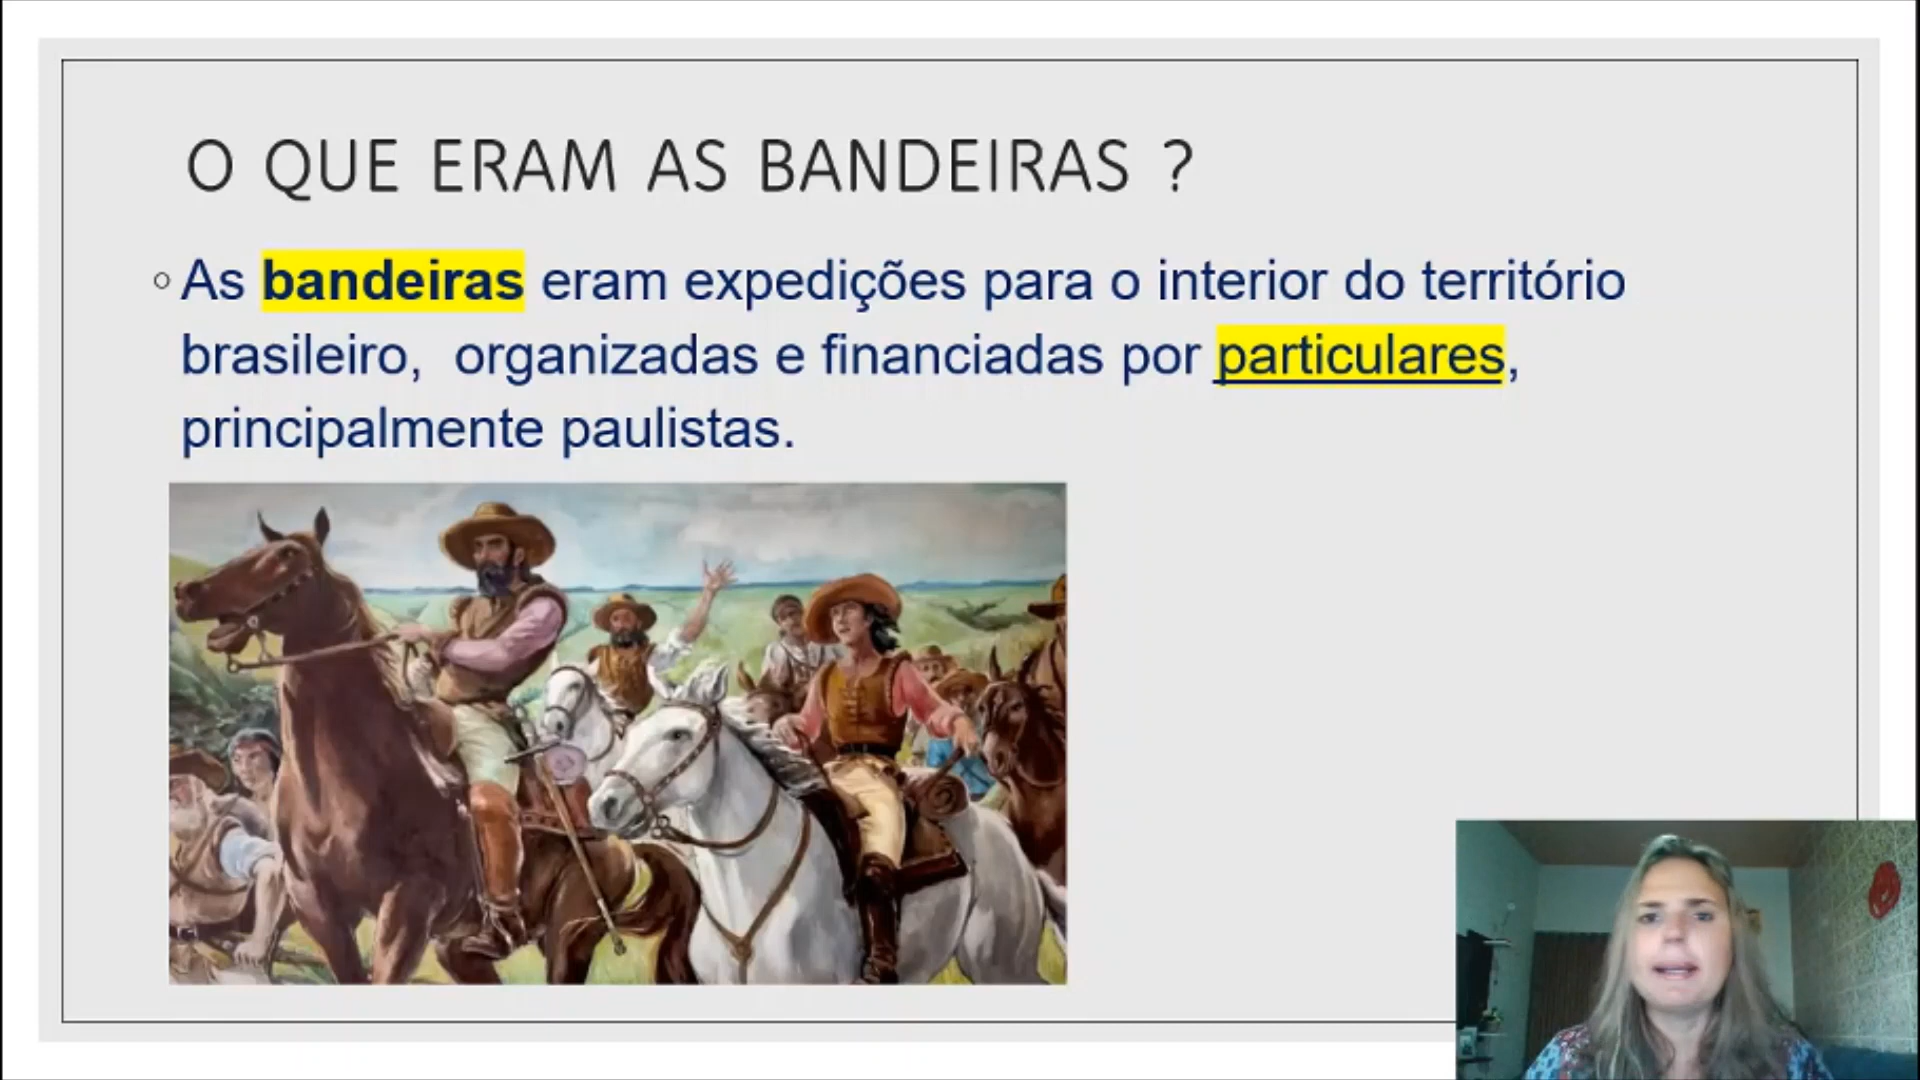 O QUE ERAM AS BANDEIRAS ?
As bandeiras eram expedições para o interior do território
brasileiro, organizadas e financiadas por particulares,
principalmente paulistas.